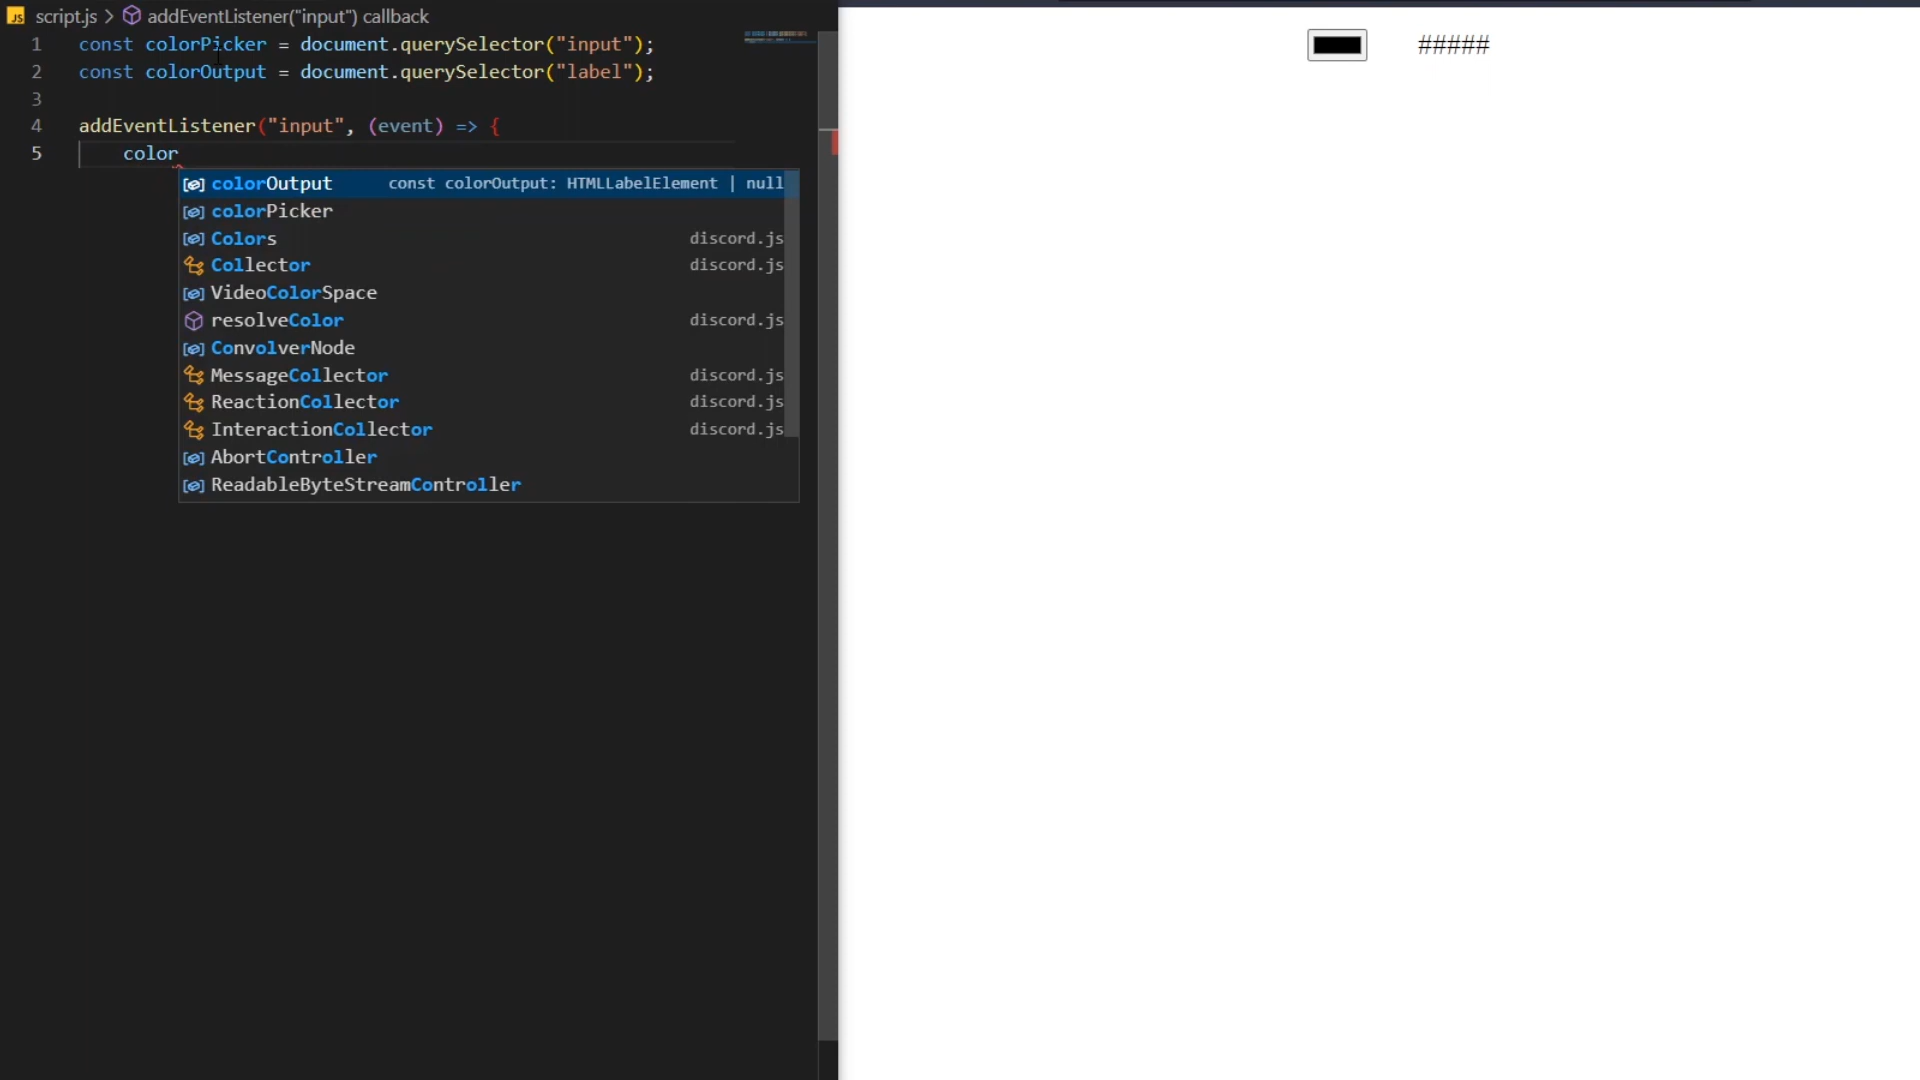 JS script.js > addEventListener("input") callback
1 const colorPicker = document.querySelector("input");
2 const colorOutput = document.querySelector("label");
3
4 addEventListener("input", (event) => {
5 color
colorOutput const colorOutput: HTMLLabelElement | null
colorPicker
Colors discord.js
Collector discord.js
VideoColorSpace
resolveColor discord.js
ConvolverNode
MessageCollector discord.js
ReactionCollector discord.js
InteractionCollector discord.js
AbortController
ReadableByteStreamController
#####